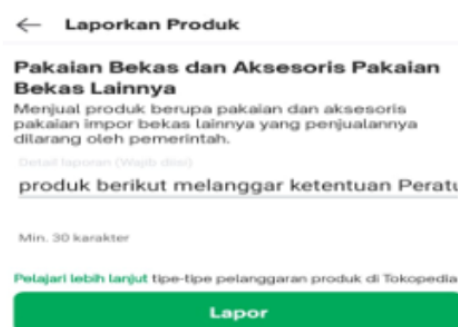 Laporkan Produk
Pakaian Bekas dan Aksesoris Pakaian
Bekas Lainnya
Menjual produk berupa pakaian dan aksesoris
pakaian impor bekas lainnya yang penjualannya
dilarang oleh pemerintah.
Detail laporan (Wajib diisi)
produk berikut melanggar ketentuan Peratu
Min. 30 karakter
Pelajari lebih lanjut tipe-tipe pelanggaran produk di Tokopedia
Lapor